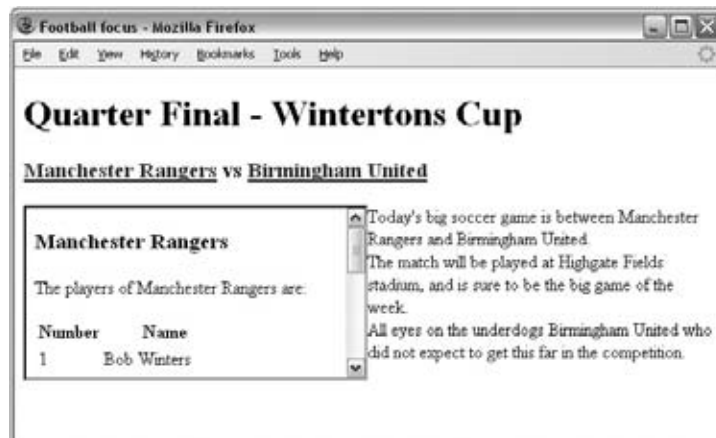 Football focus - Mozilla Firefox
File Edit View History Bookmarks Tools Help
Quarter Final - Wintertons Cup
Manchester Rangers vs Birmingham United
Manchester Rangers
The players of Manchester Rangers are:
Number Name
1 Bob Winters
Today's big soccer game is between Manchester
Rangers and Birmingham United.
The match will be played at Highgate Fields
stadium, and is sure to be the big game of the
week.
All eyes on the underdogs Birmingham United who
did not expect to get this far in the competition.